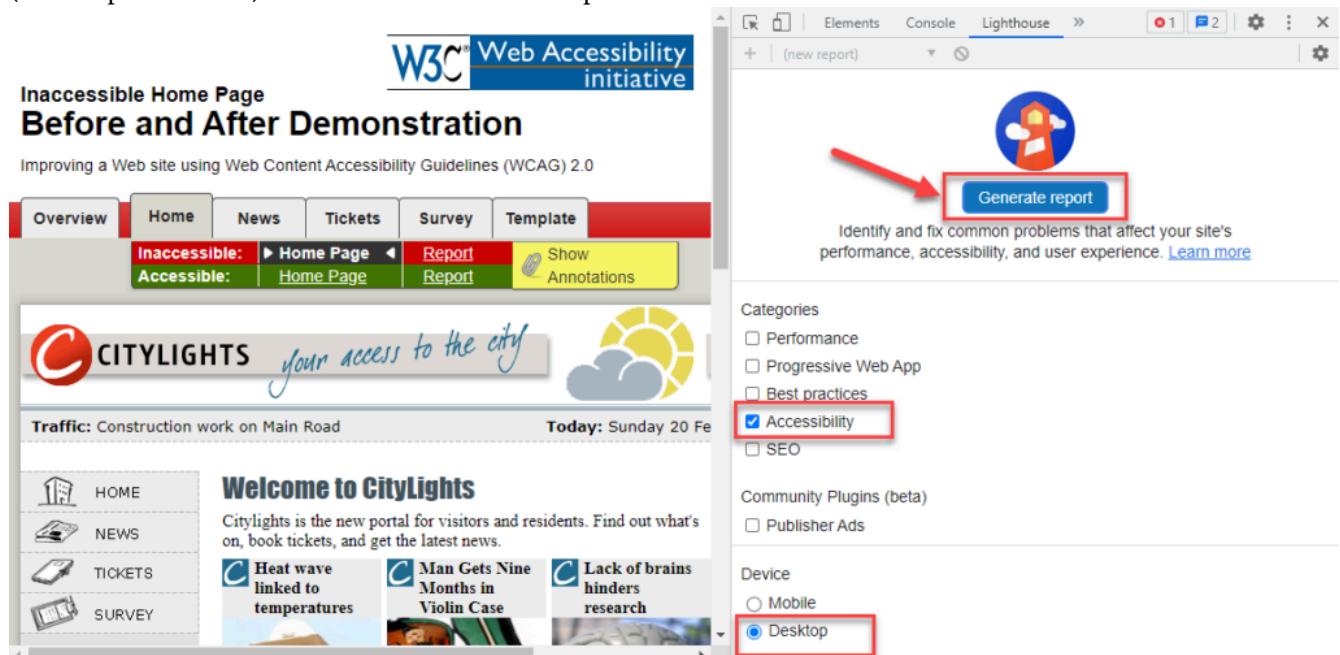 W3C® Web Accessibility
initiative
Inaccessible Home Page
Before and After Demonstration
Improving a Web site using Web Content Accessibility Guidelines (WCAG) 2.0
Overview Home News Tickets Survey Template
Inaccessible: Home Page Report
Accessible: Home Page Report
Show
Annotations
CITYLIGHTS your access to the city
Traffic: Construction work on Main Road Today: Sunday 20 Fe
HOME
NEWS
TICKETS
SURVEY
Welcome to CityLights
Citylights is the new portal for visitors and residents. Find out what's
on, book tickets, and get the latest news.
Heat wave
linked to
temperatures
Man Gets Nine
Months in
Violin Case
Lack of brains
hinders
research
Elements Console Lighthouse » 1 2
+ (new report)
Generate report
Identify and fix common problems that affect your site's
performance, accessibility, and user experience. Learn more
Categories
Performance
Progressive Web App
Best practices
Accessibility
SEO
Community Plugins (beta)
Publisher Ads
Device
Mobile
Desktop